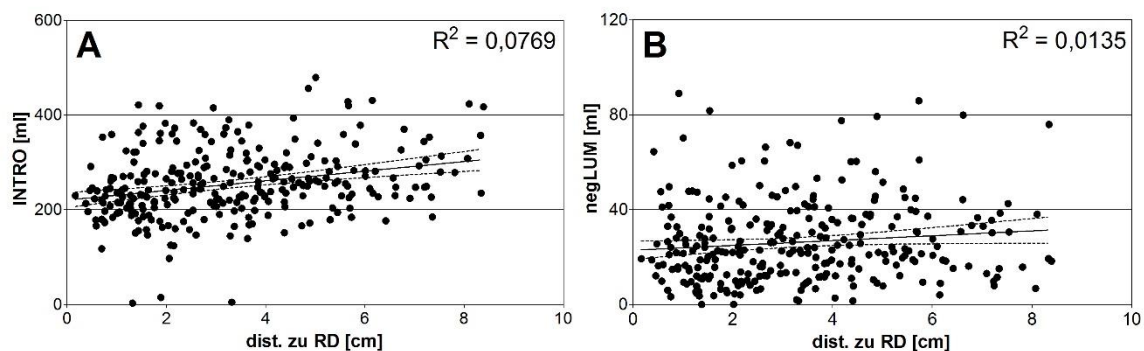 A
R² = 0,0769
INTRO [ml]
600
400
200
0
0 2 4 6 8 10
dist. zu RD [cm]
B
R² = 0,0135
negLUM [ml]
120
80
40
0
0 2 4 6 8 10
dist. zu RD [cm]